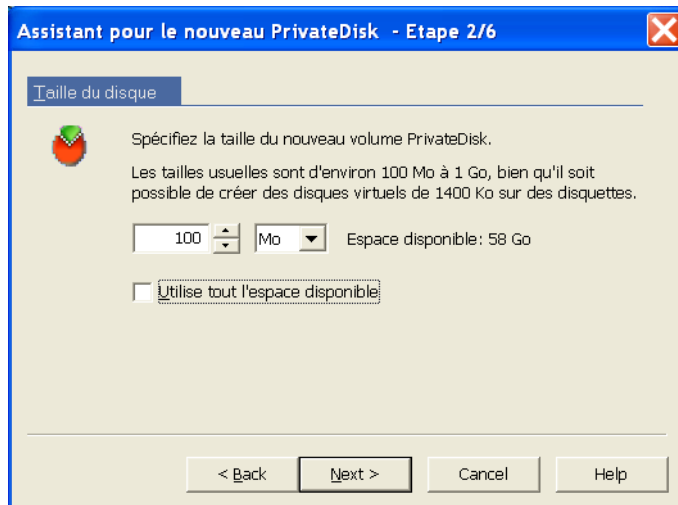 Assistant pour le nouveau PrivateDisk - Etape 2/6
Taille du disque
Spécifiez la taille du nouveau volume PrivateDisk.
Les tailles usuelles sont d'environ 100 Mo à 1 Go, bien qu'il soit
possible de créer des disques virtuels de 1400 Ko sur des disquettes.
100 Mo Espace disponible: 58 Go
Utilise tout l'espace disponible
< Back Next > Cancel Help